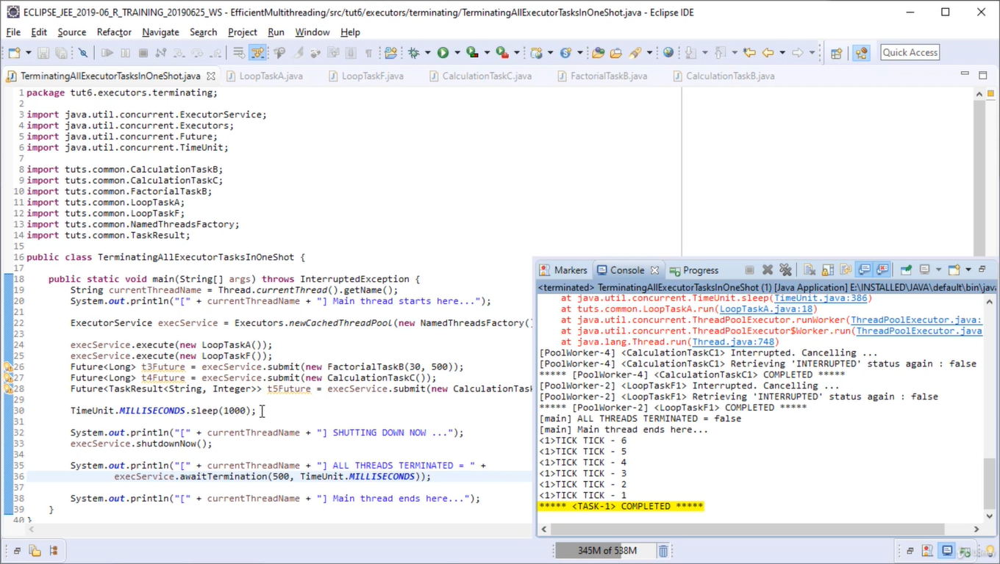 ECLIPSE_JEE_2019-06_R_TRAINING_20190625_WS - EfficientMultithreading/src/tut6/executors/terminating/TerminatingAllExecutorTasksInOneShot.java - Eclipse IDE
File Edit Source Refactor Navigate Search Project Run Window Help
Quick Access
TerminatingAllExecutorTasksInOneShot.java LoopTaskA.java LoopTaskF.java CalculationTaskC.java FactorialTaskB.java CalculationTaskB.java
1 package tut6.executors.terminating;
2
3 import java.util.concurrent.ExecutorService;
4 import java.util.concurrent.Executors;
5 import java.util.concurrent.Future;
6 import java.util.concurrent.TimeUnit;
7
8 import tuts.common.CalculationTaskB;
9 import tuts.common.CalculationTaskC;
10 import tuts.common.FactorialTaskB;
11 import tuts.common.LoopTaskA;
12 import tuts.common.LoopTaskF;
13 import tuts.common.NamedThreadsFactory;
14 import tuts.common.TaskResult;
15
16 public class TerminatingAllExecutorTasksInOneShot {
17
18 public static void main(String[] args) throws InterruptedException {
19 String currentThreadName = Thread.currentThread().getName();
20 System.out.println("[" + currentThreadName + "] Main thread starts here...");
21
22 ExecutorService execService = Executors.newCachedThreadPool(new NamedThreadsFactory()
23
24 execService.execute(new LoopTaskA());
25 execService.execute(new LoopTaskF());
26 Future<Long> t3Future = execService.submit(new FactorialTaskB(30, 500));
27 Future<Long> t4Future = execService.submit(new CalculationTaskC());
28 Future<TaskResult<String, Integer>> t5Future = execService.submit(new CalculationTask
29
30 TimeUnit.MILLISECONDS.sleep(1000);
31
32 System.out.println("[" + currentThreadName + "] SHUTTING DOWN NOW ...");
33 execService.shutdownNow();
34
35 System.out.println("[" + currentThreadName + "] ALL THREADS TERMINATED = " +
36 execService.awaitTermination(500, TimeUnit.MILLISECONDS));
37
38 System.out.println("[" + currentThreadName + "] Main thread ends here...");
39 }
40 }
Markers Console Progress
<terminated> TerminatingAllExecutorTasksInOneShot (1) [Java Application] E:\INSTALLED\JAVA\default\bin\java
at java.util.concurrent.TimeUnit.sleep(TimeUnit.java:386)
at tuts.common.LoopTaskA.run(LoopTaskA.java:18)
at java.util.concurrent.ThreadPoolExecutor.runWorker(ThreadPoolExecutor.java:
at java.util.concurrent.ThreadPoolExecutor$Worker.run(ThreadPoolExecutor.java
at java.lang.Thread.run(Thread.java:748)
[PoolWorker-4] <CalculationTaskC1> Interrupted. Cancelling ...
[PoolWorker-4] <CalculationTaskC1> Retrieving 'INTERRUPTED' status again : false
***** [PoolWorker-4] <CalculationTaskC1> COMPLETED *****
[PoolWorker-2] <LoopTaskF1> Interrupted. Cancelling ...
[PoolWorker-2] <LoopTaskF1> Retrieving 'INTERRUPTED' status again : false
***** [PoolWorker-2] <LoopTaskF1> COMPLETED *****
[main] ALL THREADS TERMINATED = false
[main] Main thread ends here...
<1>TICK TICK - 6
<1>TICK TICK - 5
<1>TICK TICK - 4
<1>TICK TICK - 3
<1>TICK TICK - 2
<1>TICK TICK - 1
***** <TASK-1> COMPLETED *****
345M of 538M